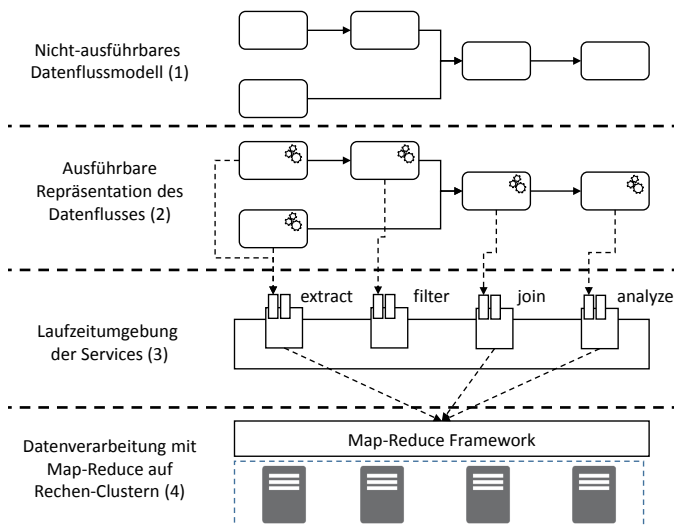 Nicht-ausführbares
Datenflussmodell (1)
Ausführbare
Repräsentation des
Datenflusses (2)
extract
filter
join
analyze
Laufzeitumgebung
der Services (3)
Map-Reduce Framework
Datenverarbeitung mit
Map-Reduce auf
Rechen-Clustern (4)